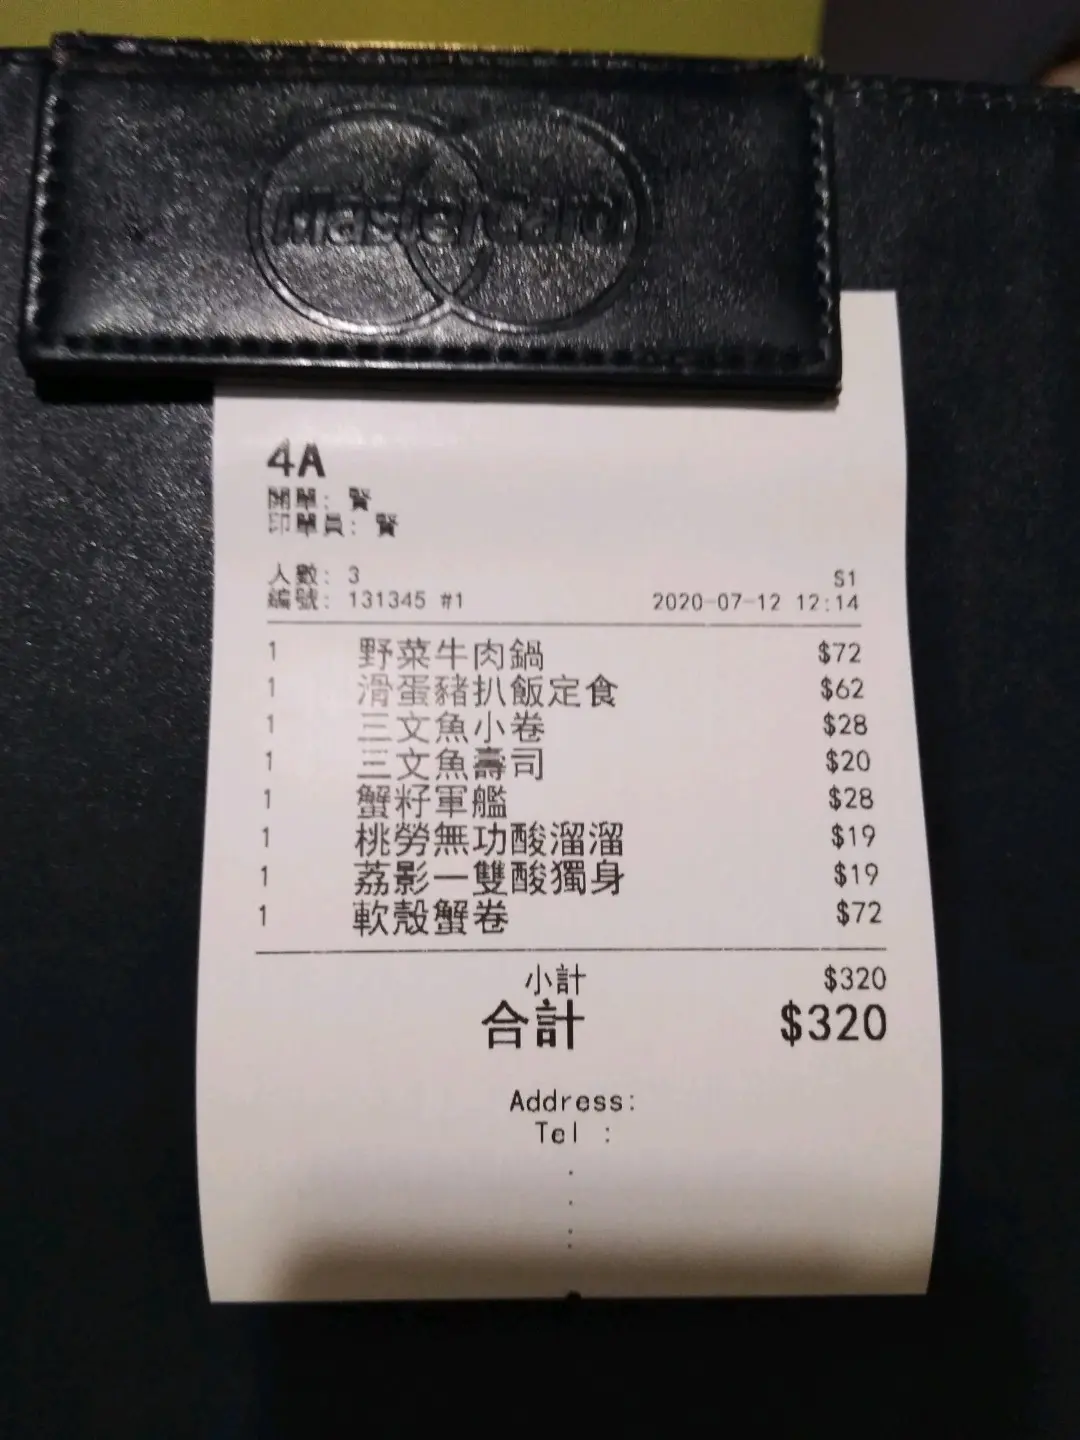 mastercard
4A
開單: 賢
印單員: 賢
人數: 3 S1
編號: 131345 #1 2020-07-12 12:14
1 野菜牛肉鍋 $72
1 滑蛋豬扒飯定食 $62
1 三文魚小卷 $28
1 三文魚壽司 $20
1 蟹籽軍艦 $28
1 桃勞無功酸溜溜 $19
1 荔影一雙酸獨身 $19
1 軟殼蟹卷 $72
小計 $320
合計 $320
Address:
Tel :
.
.
.